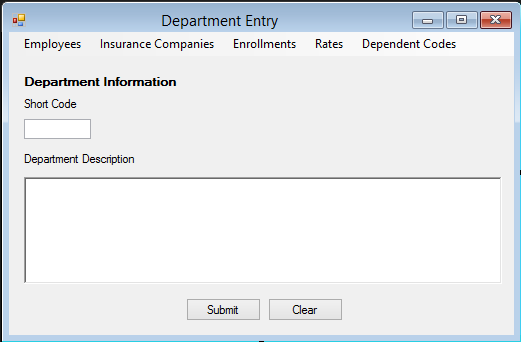 Department Entry
Employees Insurance Companies Enrollments Rates Dependent Codes
Department Information
Short Code
Department Description
Submit Clear